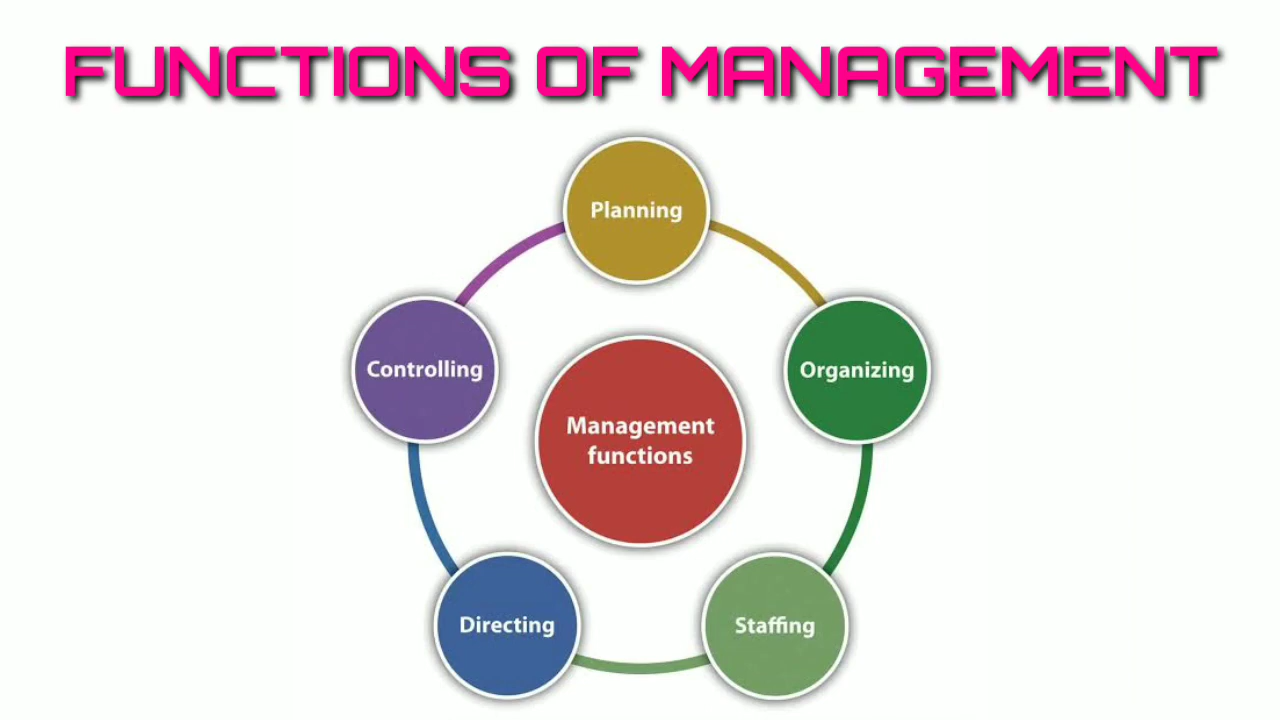 FUNCTIONS OF MANAGEMENT
Planning
Organizing
Staffing
Directing
Controlling
Management
functions